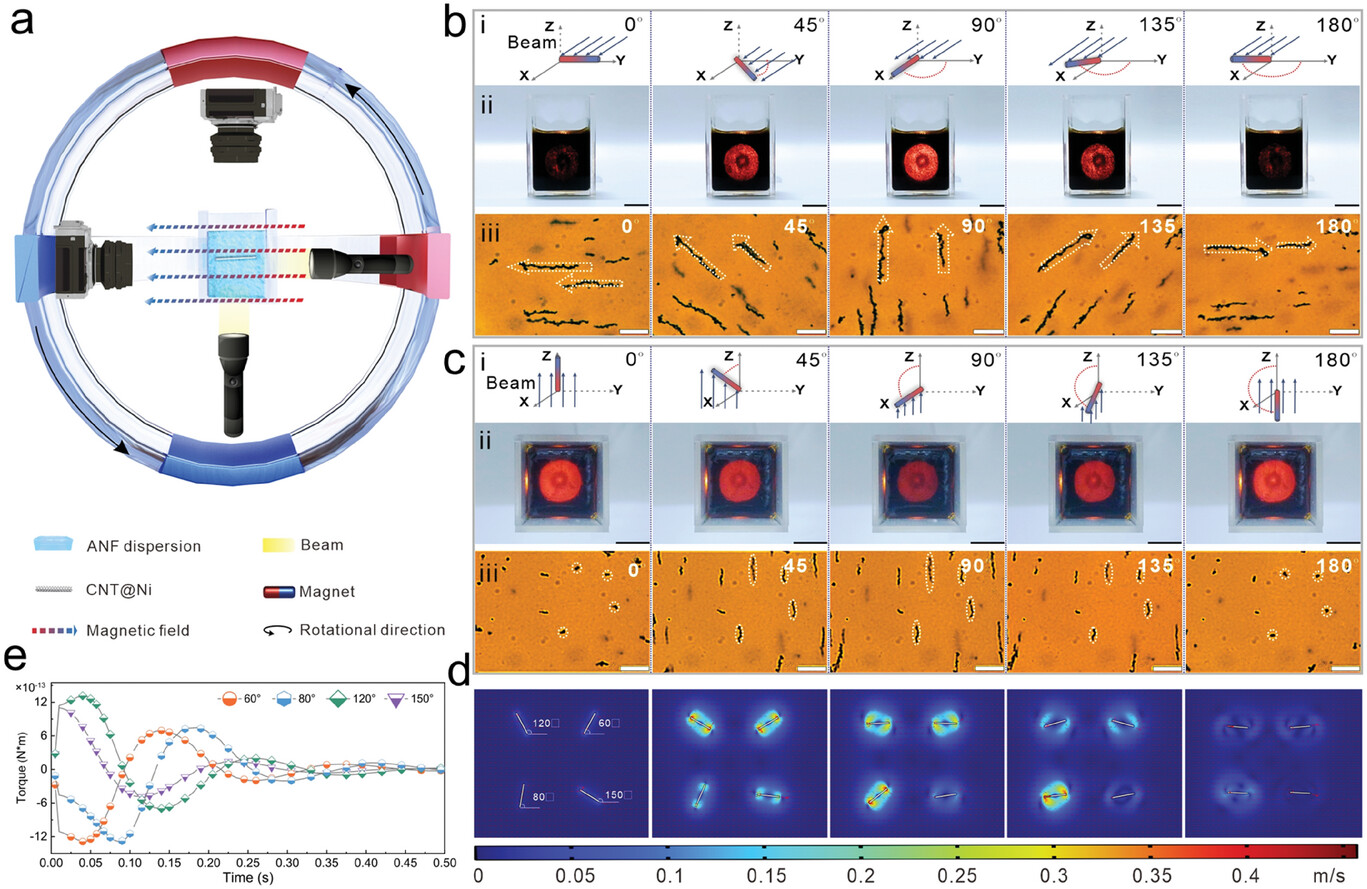 a
ANF dispersion
Beam
CNT@Ni
Magnet
Magnetic field
Rotational direction
b
i
Beam
Z
Y
X
0°
Z
Y
X
45°
Z
Y
X
90°
Z
Y
X
135°
Z
Y
X
180°
ii
iii
0°
45°
90°
135°
180°
c
i
Beam
Z
Y
X
0°
Z
Y
X
45°
Z
Y
X
90°
Z
Y
X
135°
Z
Y
X
180°
ii
iii
0°
45°
90°
135°
180°
d
120□
60□
80□
150□
0 0.05 0.1 0.15 0.2 0.25 0.3 0.35 0.4 m/s
e
×10⁻¹³
60° 80° 120° 150°
12
6
0
-6
-12
Torque (N*m)
0.00 0.05 0.10 0.15 0.20 0.25 0.30 0.35 0.40 0.45 0.50
Time (s)